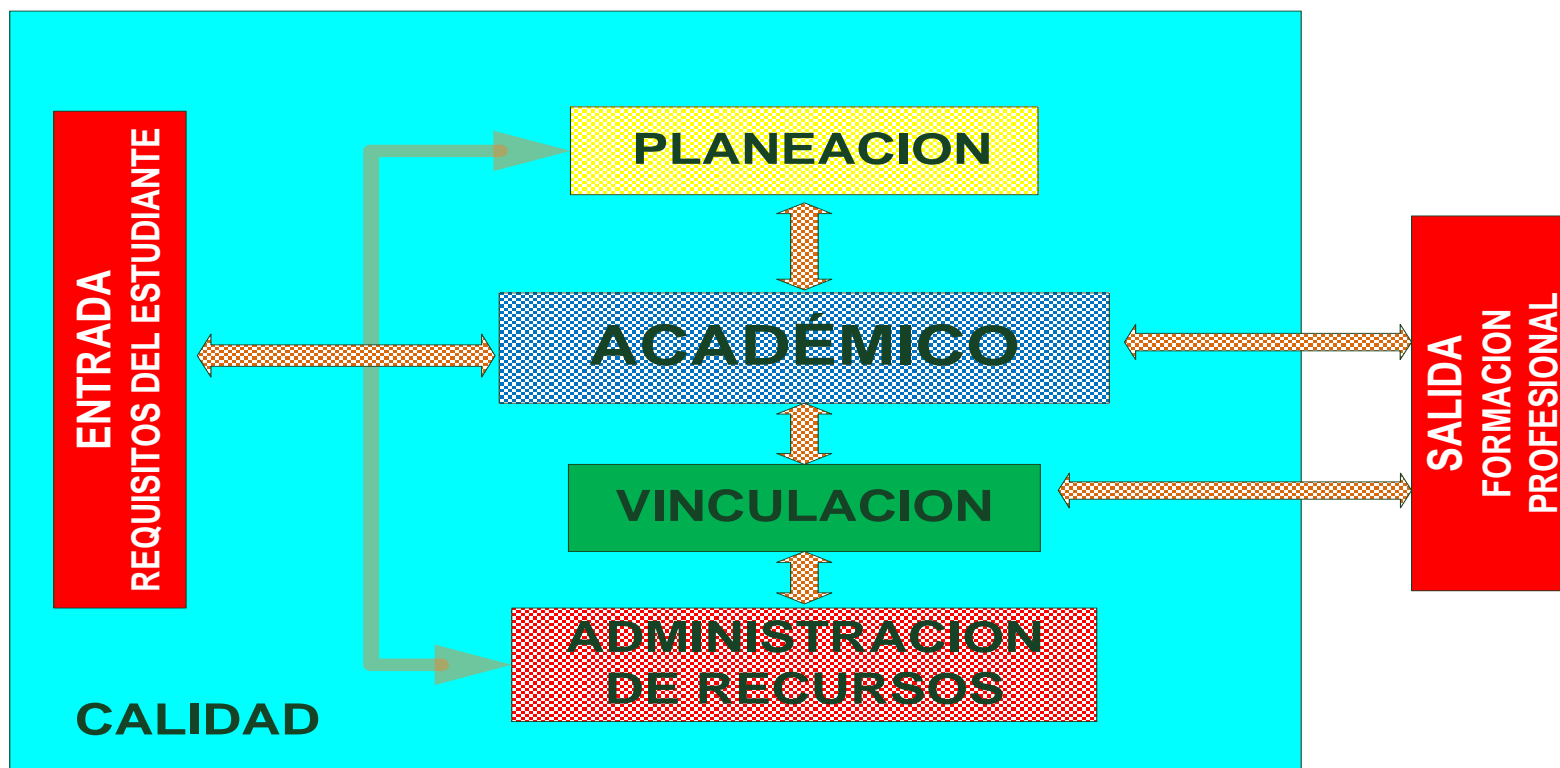 ENTRADA
REQUISITOS DEL ESTUDIANTE
PLANEACION
ACADÉMICO
VINCULACION
ADMINISTRACION
DE RECURSOS
CALIDAD
SALIDA
FORMACION
PROFESIONAL